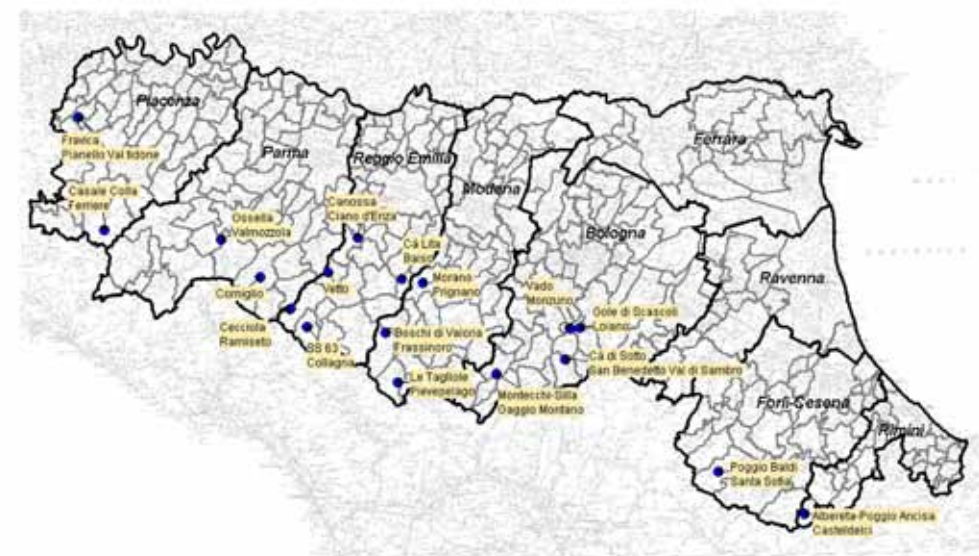 Piacenza
Pianello Val tidone
Casale Colla
Ferriere
Parma
Ossella
Valmozzola
Corniglio
Cecciola
Ramiseto
Reggio Emilia
Canossa
Ciano d'Enza
Vetto
SS 63
Collagna
Cà Lita
Baiso
Modena
Morano
Prignano
Boschi di Valoria
Frassinoro
Le Tagliole
Pievepelago
Bologna
Vado
Monzuno
Gole di Scascoli
Loiano
Cà di Sotto
San Benedetto Val di Sambro
Montecchi-Silla
Gaggio Montano
Ferrara
Ravenna
Forlì-Cesena
Poggio Baldi
Santa Sofia
Rimini
Albereta-Poggio Ancisa
Casteldelci